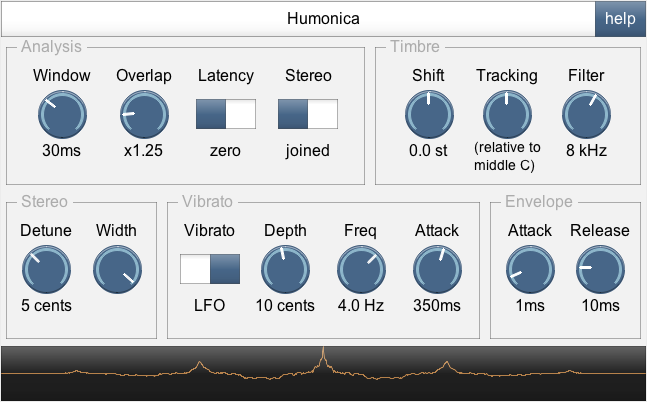 Humonica
help
Analysis
Window Overlap Latency Stereo
30ms x1.25 zero joined
Timbre
Shift Tracking Filter
0.0 st (relative to middle C) 8 kHz
Stereo
Detune Width
5 cents
Vibrato
Vibrato Depth Freq Attack
LFO 10 cents 4.0 Hz 350ms
Envelope
Attack Release
1ms 10ms